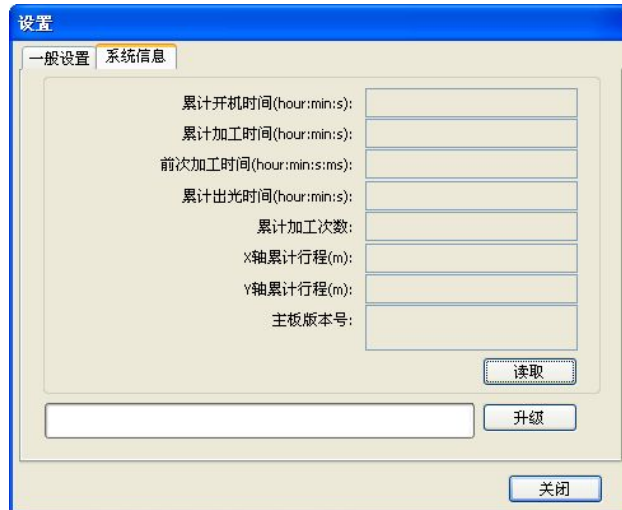 设置
一般设置 系统信息
累计开机时间(hour:min:s):
累计加工时间(hour:min:s):
前次加工时间(hour:min:s:ms):
累计出光时间(hour:min:s):
累计加工次数:
X轴累计行程(m):
Y轴累计行程(m):
主板版本号:
读取
升级
关闭